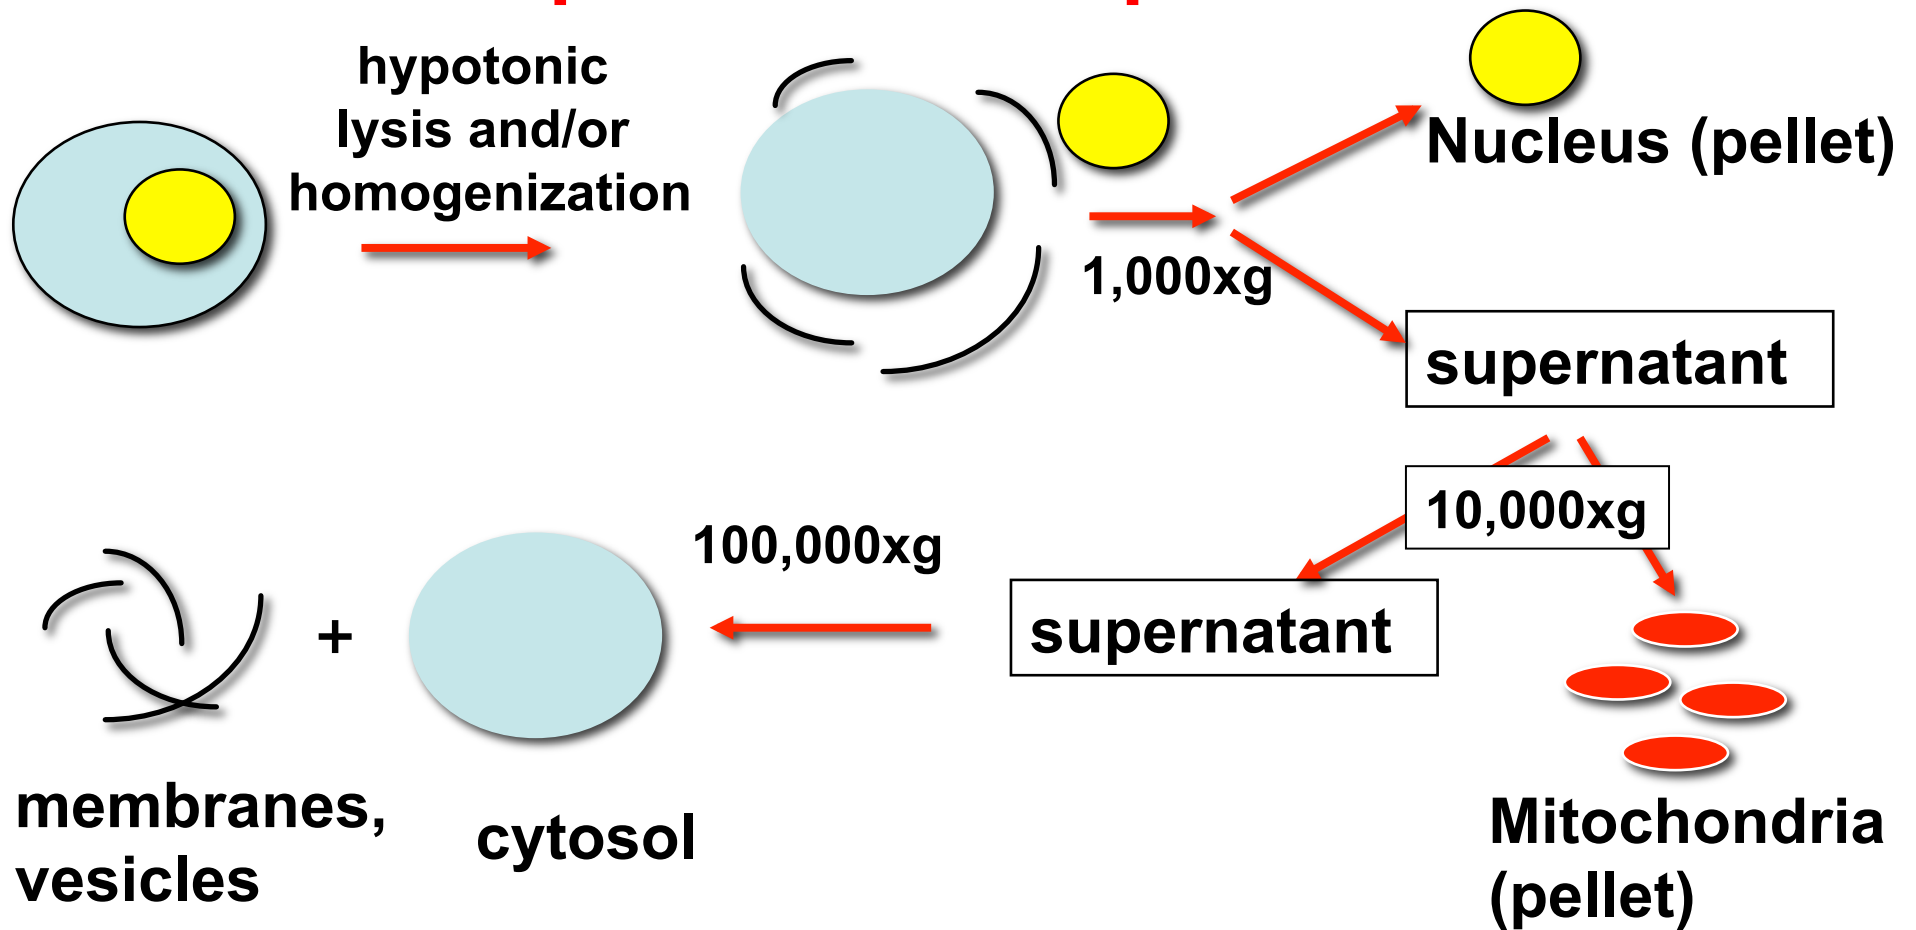 hypotonic
lysis and/or
homogenization
1,000xg
Nucleus (pellet)
supernatant
10,000xg
Mitochondria
(pellet)
supernatant
100,000xg
+
cytosol
membranes,
vesicles